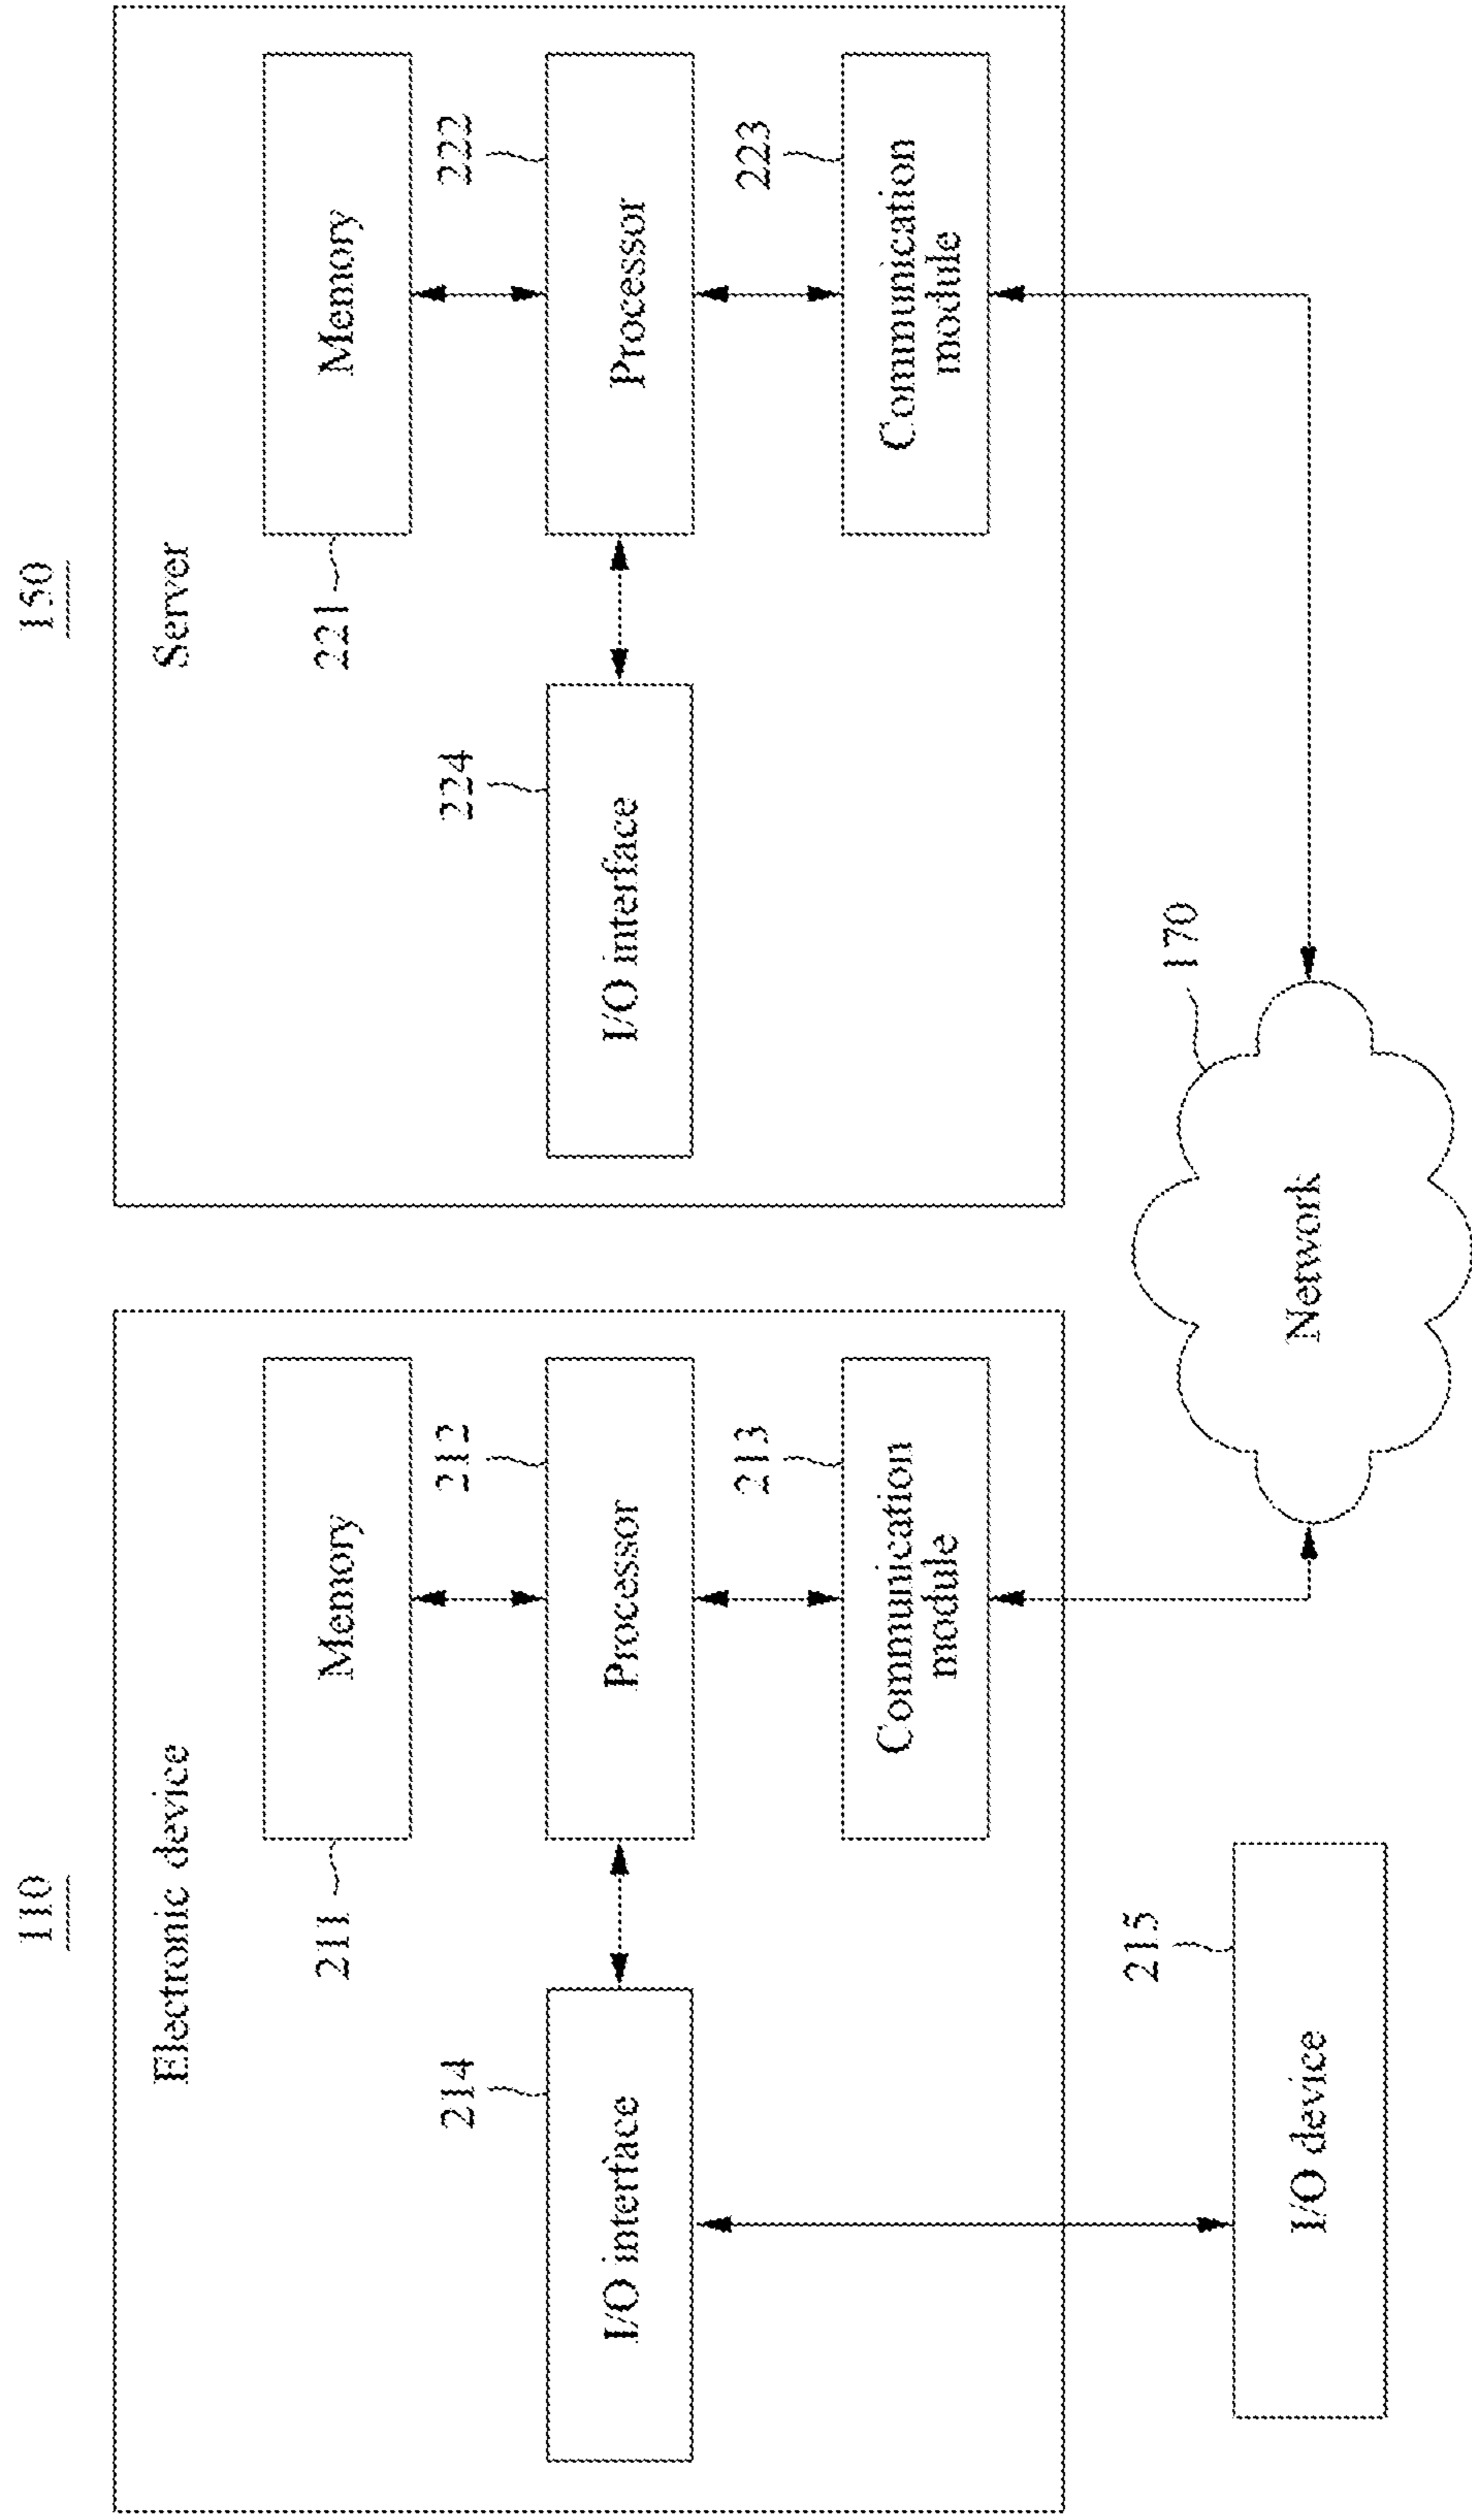 110
Electronic device
211
Memory
212
214
I/O interface
Processor
213
Communication
module
215
I/O device
150
Server
221
Memory
222
224
I/O interface
Processor
223
Communication
module
170
Network